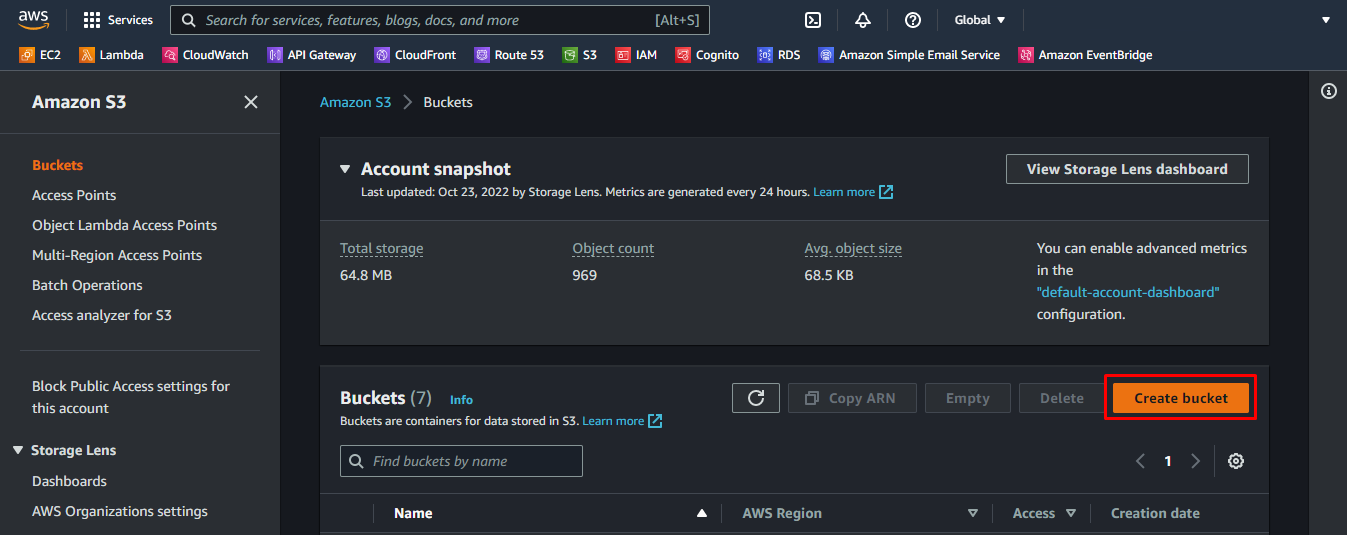 aws
Services
Search for services, features, blogs, docs, and more [Alt+S]
Global
EC2 Lambda CloudWatch API Gateway CloudFront Route 53 S3 IAM Cognito RDS Amazon Simple Email Service Amazon EventBridge
Amazon S3
Buckets
Access Points
Object Lambda Access Points
Multi-Region Access Points
Batch Operations
Access analyzer for S3
Block Public Access settings for
this account
Storage Lens
Dashboards
AWS Organizations settings
Amazon S3 > Buckets
Account snapshot
Last updated: Oct 23, 2022 by Storage Lens. Metrics are generated every 24 hours. Learn more
View Storage Lens dashboard
Total storage
64.8 MB
Object count
969
Avg. object size
68.5 KB
You can enable advanced metrics
in the
"default-account-dashboard"
configuration.
Buckets (7) Info
Buckets are containers for data stored in S3. Learn more
Copy ARN
Empty
Delete
Create bucket
Find buckets by name
1
Name AWS Region Access Creation date